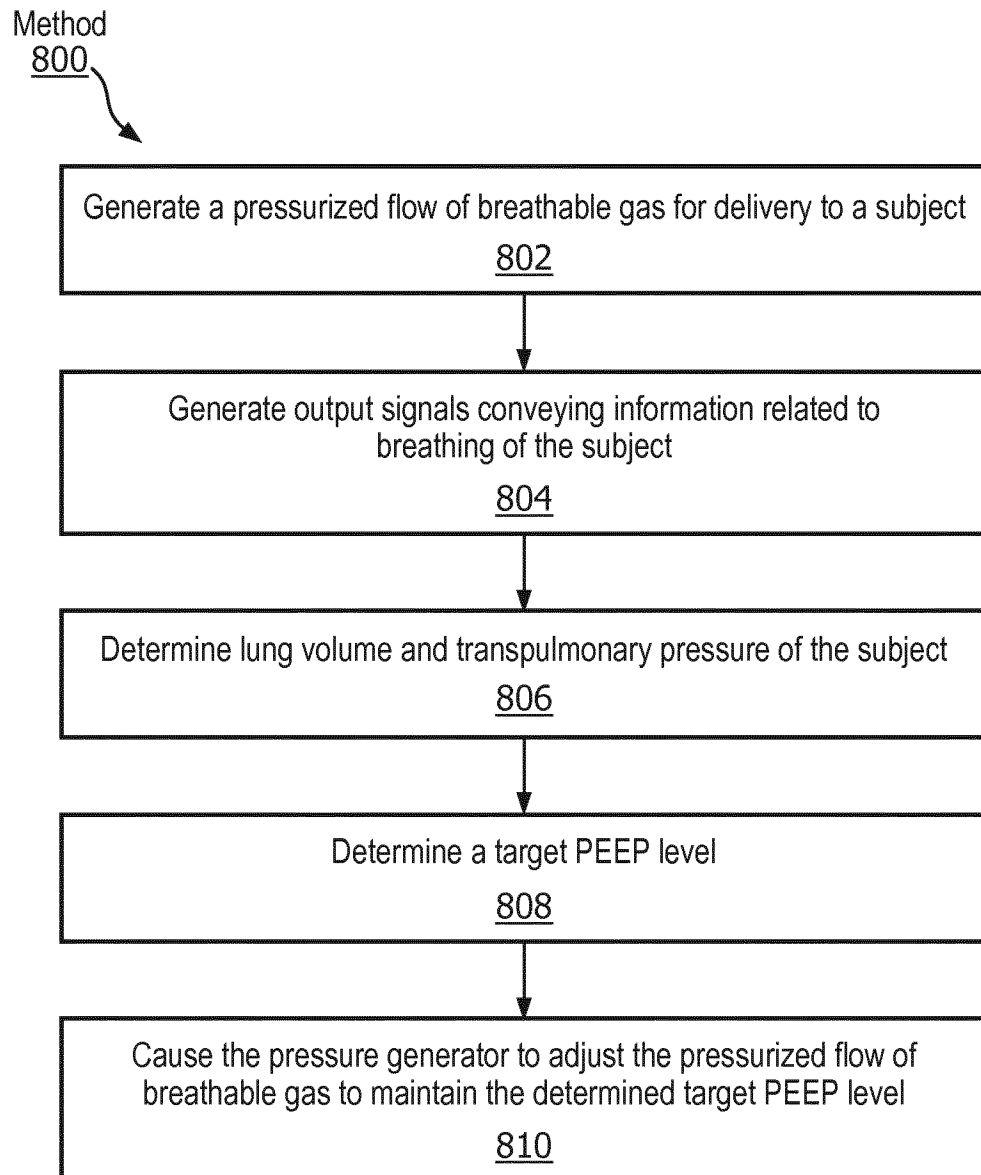 Method
800
Generate a pressurized flow of breathable gas for delivery to a subject
802
Generate output signals conveying information related to
breathing of the subject
804
Determine lung volume and transpulmonary pressure of the subject
806
Determine a target PEEP level
808
Cause the pressure generator to adjust the pressurized flow of
breathable gas to maintain the determined target PEEP level
810